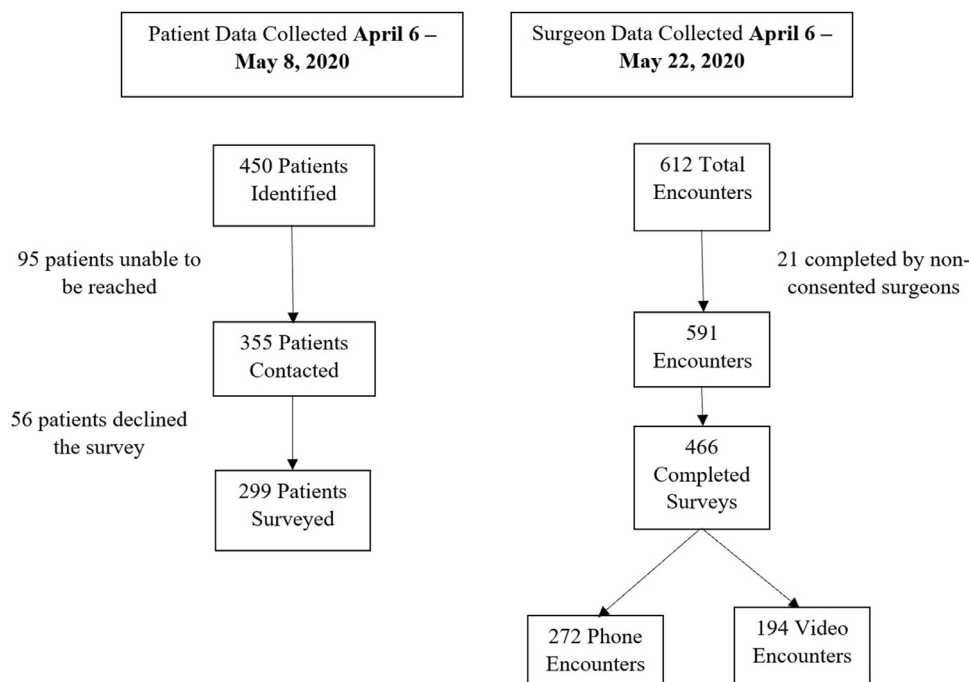 Patient Data Collected April 6 –
May 8, 2020
Surgeon Data Collected April 6 –
May 22, 2020
450 Patients
Identified
95 patients unable to
be reached
355 Patients
Contacted
56 patients declined
the survey
299 Patients
Surveyed
612 Total
Encounters
21 completed by non-
consented surgeons
591
Encounters
466
Completed
Surveys
272 Phone
Encounters
194 Video
Encounters